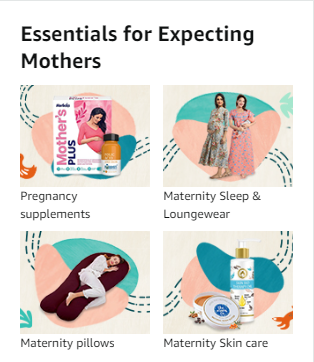 Essentials for Expecting
Mothers
Mother's
PLUS
Pregnancy
supplements
Maternity Sleep &
Loungewear
Maternity pillows
Maternity Skin care